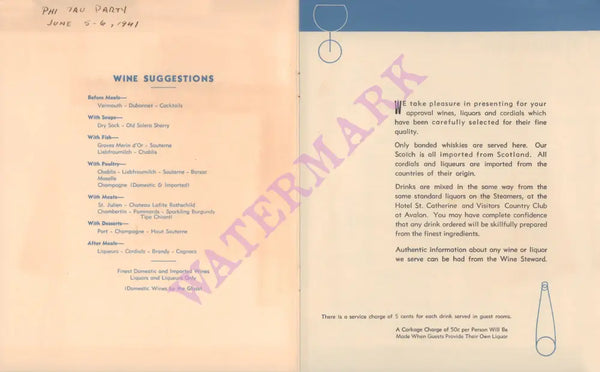 PHI TAU PARTY
JUNE 5-6, 1941
WINE SUGGESTIONS
Before Meals—
Vermouth - Dubonnet - Cocktails
With Soups—
Dry Sack - Old Solera Sherry
With Fish—
Graves Marie d'Or - Sauterne
Liebfraumilch - Chablis
With Poultry—
Chablis - Liebfraumilch - Sauterne - Barsac
Moselle
Champagne (Domestic & Imported)
With Meats—
St. Julien - Chateau Lafite Rothschild
Chambertin - Pommards - Sparkling Burgundy
Tipo Chianti
With Desserts—
Port - Champagne - Haut Sauterne
After Meals—
Liqueurs - Cordials - Brandy - Cognacs
Finest Domestic and Imported Wines
Liquors and Liqueurs Only
(Domestic Wines by the Glass)
WE take pleasure in presenting for your
approval wines, liquors and cordials which
have been carefully selected for their fine
quality.
Only bonded whiskies are served here. Our
Scotch is all imported from Scotland. All
cordials and liqueurs are imported from the
countries of their origin.
Drinks are mixed in the same way from the
same standard liquors on the Steamers, at the
Hotel St. Catherine and Visitors Country Club
at Avalon. You may have complete confidence
that any drink ordered will be skillfully prepared
from the finest ingredients.
Authentic information about any wine or liquor
we serve can be had from the Wine Steward.
There is a service charge of 5 cents for each drink served in guest rooms.
A Corkage Charge of 50c per Person Will Be
Made When Guests Provide Their Own Liquor
WATERMARK